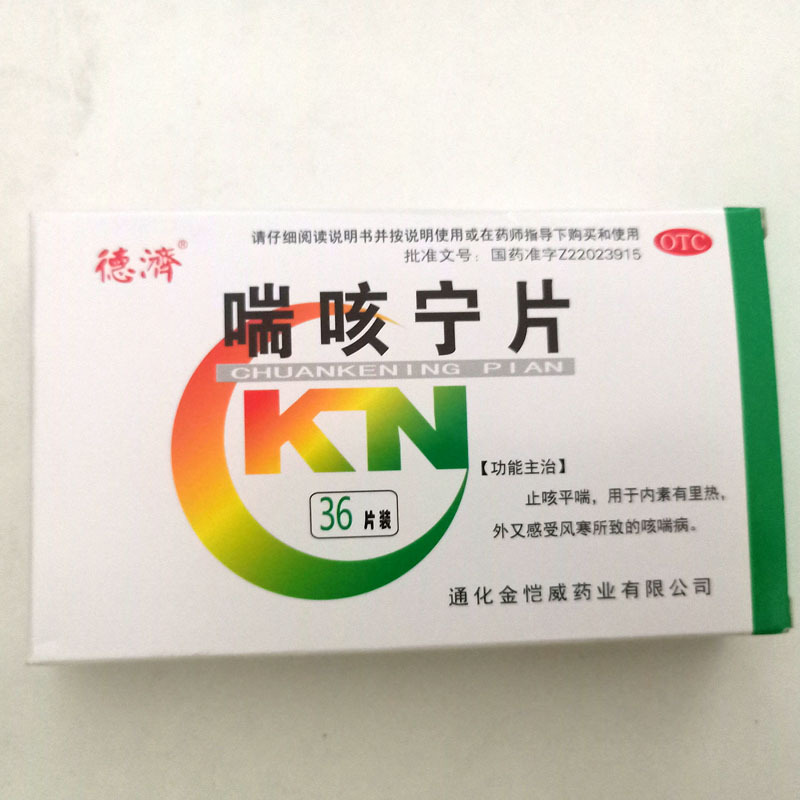 请仔细阅读说明书并按说明使用或在药师指导下购买和使用
OTC
批准文号：国药准字Z22023915
德濟®
喘咳宁片
CHUANKENING PIAN
KN
【功能主治】
止咳平喘，用于内素有里热，
外又感受风寒所致的咳喘病。
36片装
通化金恺威药业有限公司